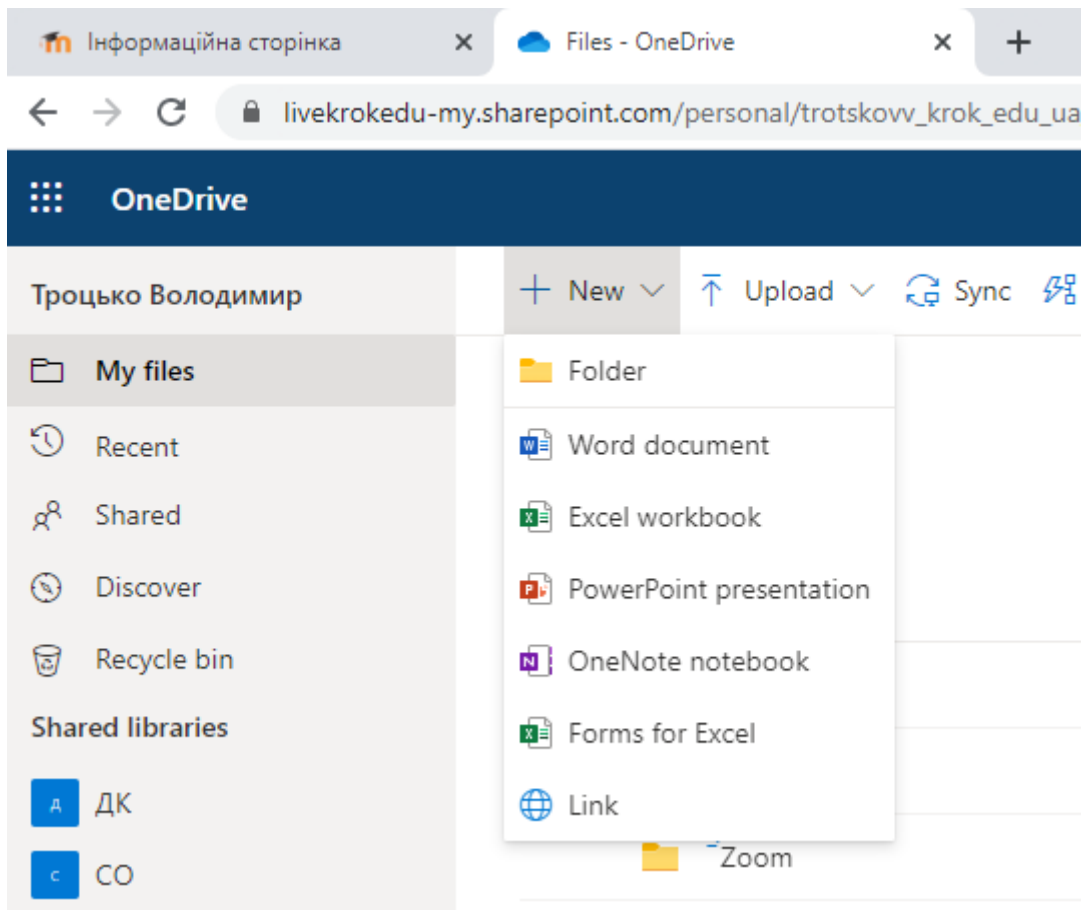 Інформаційна сторінка
Files - OneDrive
livekrokedu-my.sharepoint.com/personal/trotskovv_krok_edu_ua
OneDrive
Троцько Володимир
New
Upload
Sync
My files
Folder
Recent
Word document
Shared
Excel workbook
Discover
PowerPoint presentation
Recycle bin
OneNote notebook
Shared libraries
Forms for Excel
д ДК
Link
с СО
Zoom